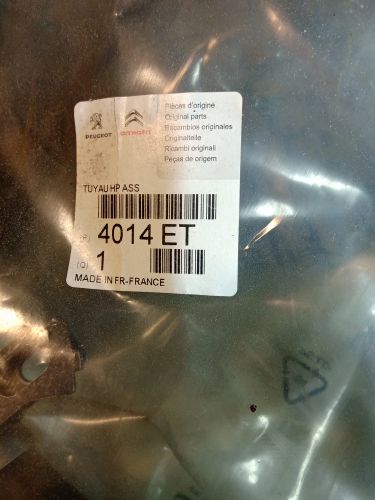 PEUGEOT
CITROËN
Pièces d'origine
Original parts
Recambios originales
Originalteile
Ricambi originali
Peças de origem
TUYAU HP ASS
(P) 4014 ET
(Q) 1
MADE IN FR-FRANCE